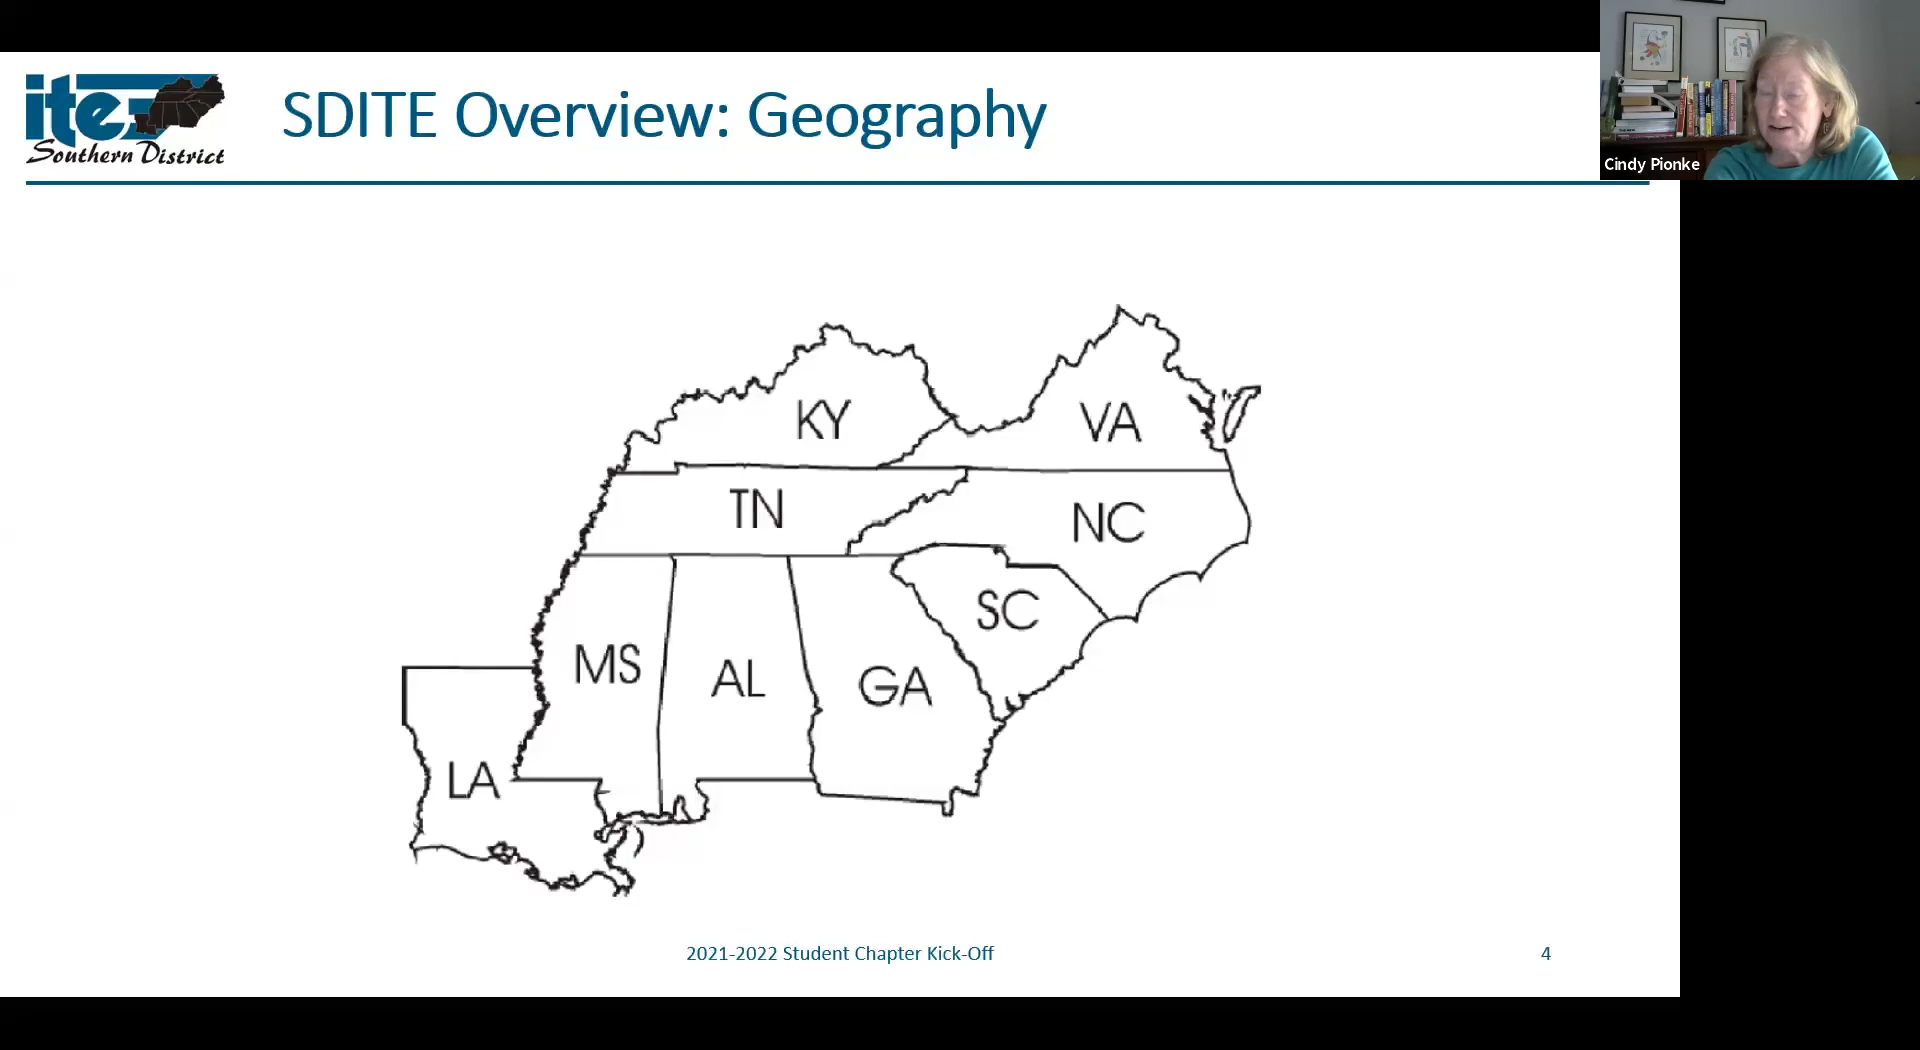 ite
Southern District
SDITE Overview: Geography
Cindy Pionke
KY
VA
TN
NC
SC
MS
AL
GA
LA
2021-2022 Student Chapter Kick-Off
4